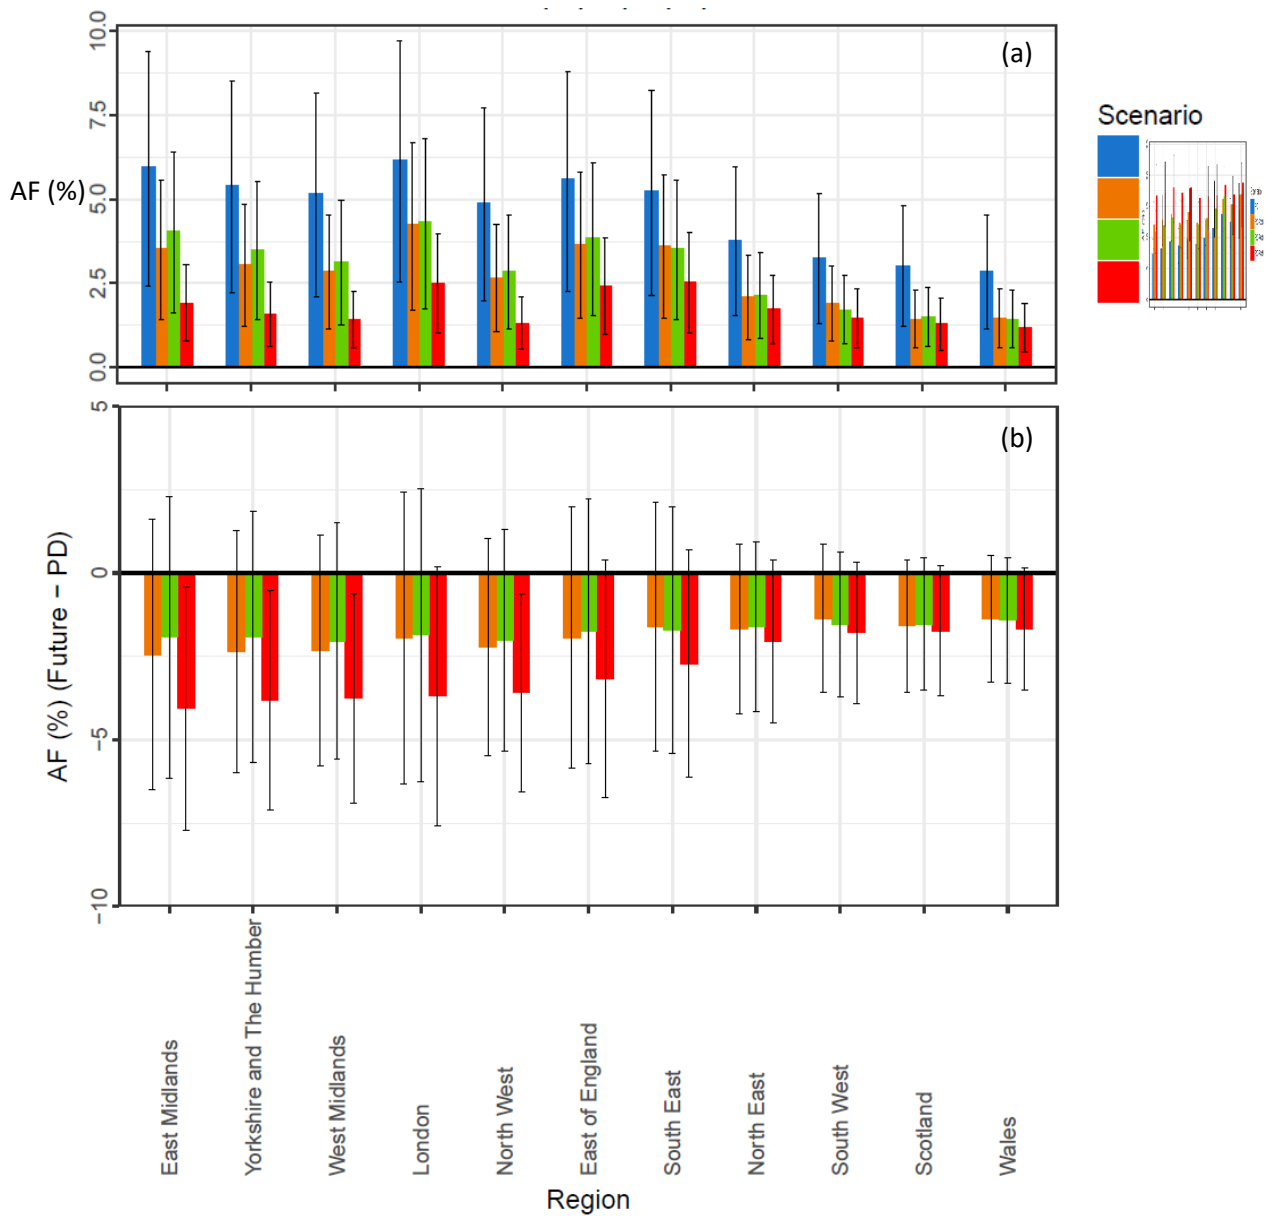 (a)
10.0
7.5
5.0
2.5
0.0
AF (%)
Scenario
(b)
5
0
−5
−10
AF (%) (Future − PD)
East Midlands
Yorkshire and The Humber
West Midlands
London
North West
East of England
South East
North East
South West
Scotland
Wales
Region